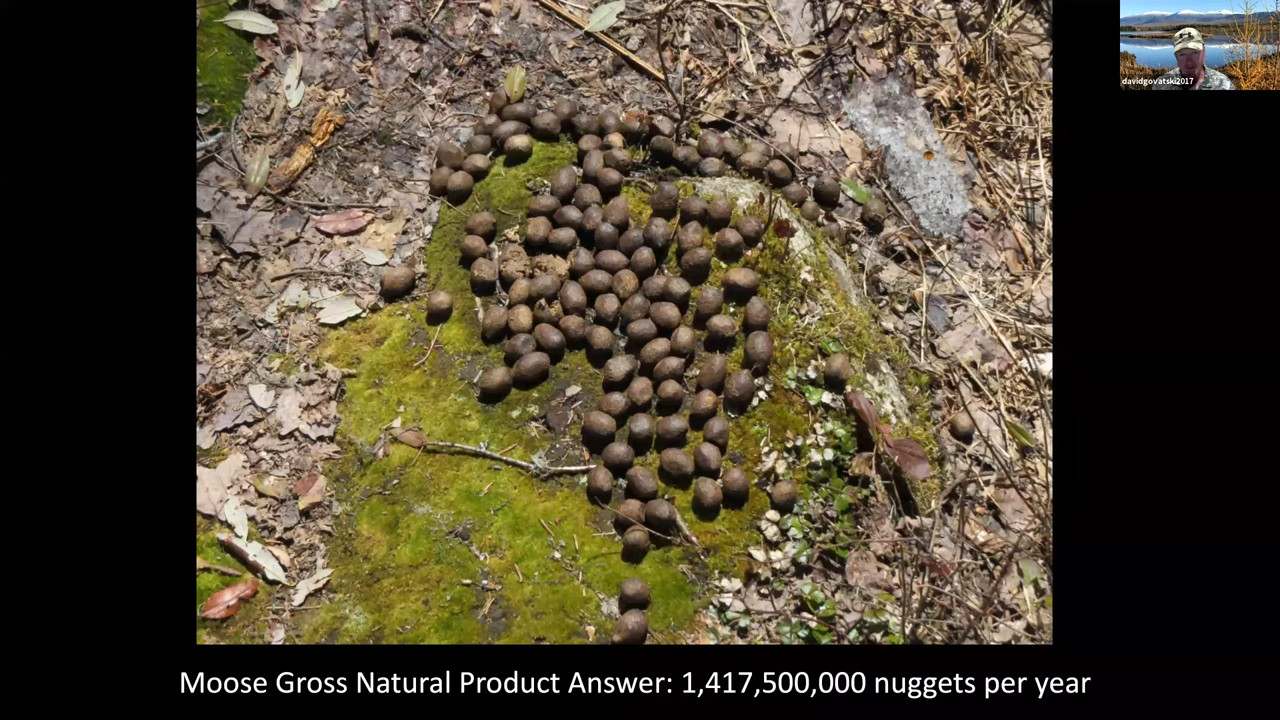 davidgovatski2017
Moose Gross Natural Product Answer: 1,417,500,000 nuggets per year